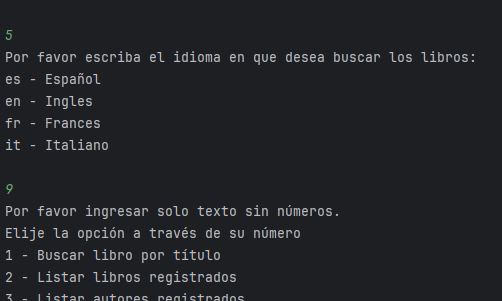 5
Por favor escriba el idioma en que desea buscar los libros:
es - Español
en - Ingles
fr - Frances
it - Italiano
9
Por favor ingresar solo texto sin números.
Elije la opción a través de su número
1 - Buscar libro por título
2 - Listar libros registrados
3 - Listar autores registrados